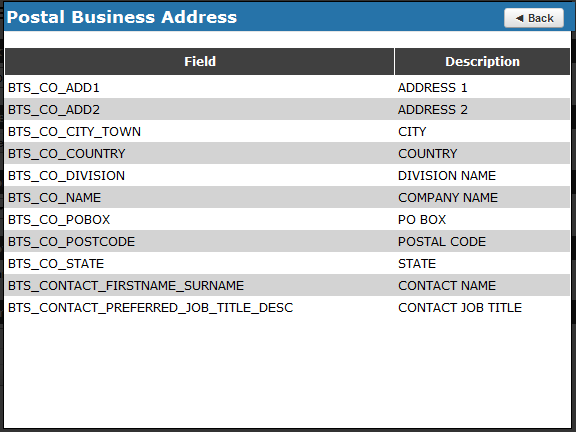 Postal Business Address
◄ Back
Field Description
BTS_CO_ADD1 ADDRESS 1
BTS_CO_ADD2 ADDRESS 2
BTS_CO_CITY_TOWN CITY
BTS_CO_COUNTRY COUNTRY
BTS_CO_DIVISION DIVISION NAME
BTS_CO_NAME COMPANY NAME
BTS_CO_POBOX PO BOX
BTS_CO_POSTCODE POSTAL CODE
BTS_CO_STATE STATE
BTS_CONTACT_FIRSTNAME_SURNAME CONTACT NAME
BTS_CONTACT_PREFERRED_JOB_TITLE_DESC CONTACT JOB TITLE